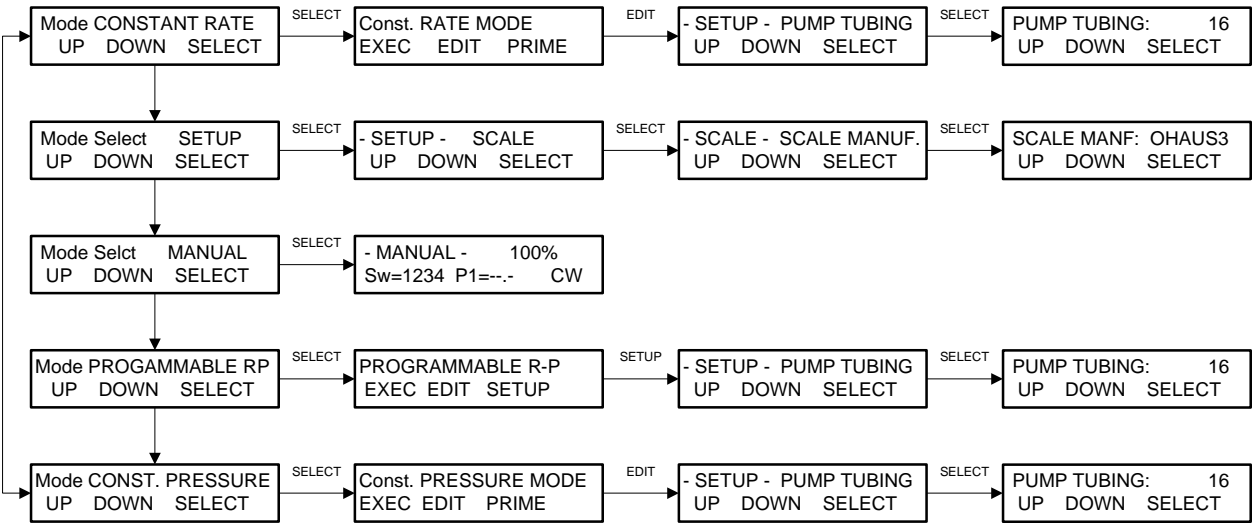 Mode CONSTANT RATE
UP DOWN SELECT
SELECT
Const. RATE MODE
EXEC EDIT PRIME
EDIT
- SETUP - PUMP TUBING
UP DOWN SELECT
SELECT
PUMP TUBING: 16
UP DOWN SELECT
Mode Select SETUP
UP DOWN SELECT
SELECT
- SETUP - SCALE
UP DOWN SELECT
SELECT
- SCALE - SCALE MANUF.
UP DOWN SELECT
SELECT
SCALE MANF: OHAUS3
UP DOWN SELECT
Mode Selct MANUAL
UP DOWN SELECT
SELECT
- MANUAL - 100%
Sw=1234 P1=--.- CW
Mode PROGAMMABLE RP
UP DOWN SELECT
SELECT
PROGRAMMABLE R-P
EXEC EDIT SETUP
SETUP
- SETUP - PUMP TUBING
UP DOWN SELECT
SELECT
PUMP TUBING: 16
UP DOWN SELECT
Mode CONST. PRESSURE
UP DOWN SELECT
SELECT
Const. PRESSURE MODE
EXEC EDIT PRIME
EDIT
- SETUP - PUMP TUBING
UP DOWN SELECT
SELECT
PUMP TUBING: 16
UP DOWN SELECT